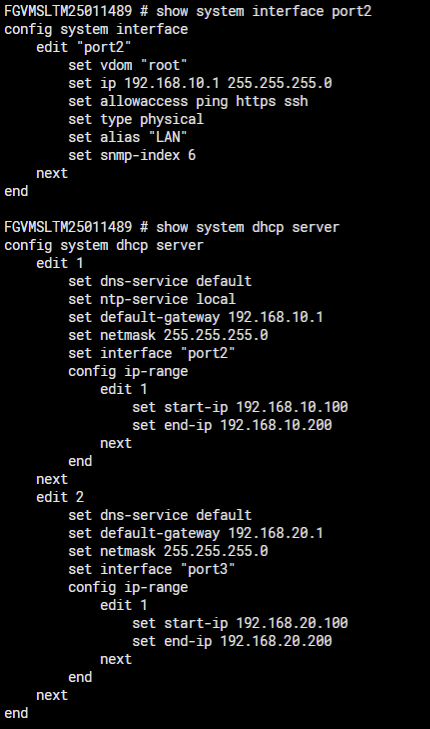 FGVMSLTM25011489 # show system interface port2
config system interface
    edit "port2"
        set vdom "root"
        set ip 192.168.10.1 255.255.255.0
        set allowaccess ping https ssh
        set type physical
        set alias "LAN"
        set snmp-index 6
    next
end

FGVMSLTM25011489 # show system dhcp server
config system dhcp server
    edit 1
        set dns-service default
        set ntp-service local
        set default-gateway 192.168.10.1
        set netmask 255.255.255.0
        set interface "port2"
        config ip-range
            edit 1
                set start-ip 192.168.10.100
                set end-ip 192.168.10.200
            next
        end
    next
    edit 2
        set dns-service default
        set default-gateway 192.168.20.1
        set netmask 255.255.255.0
        set interface "port3"
        config ip-range
            edit 1
                set start-ip 192.168.20.100
                set end-ip 192.168.20.200
            next
        end
    next
end